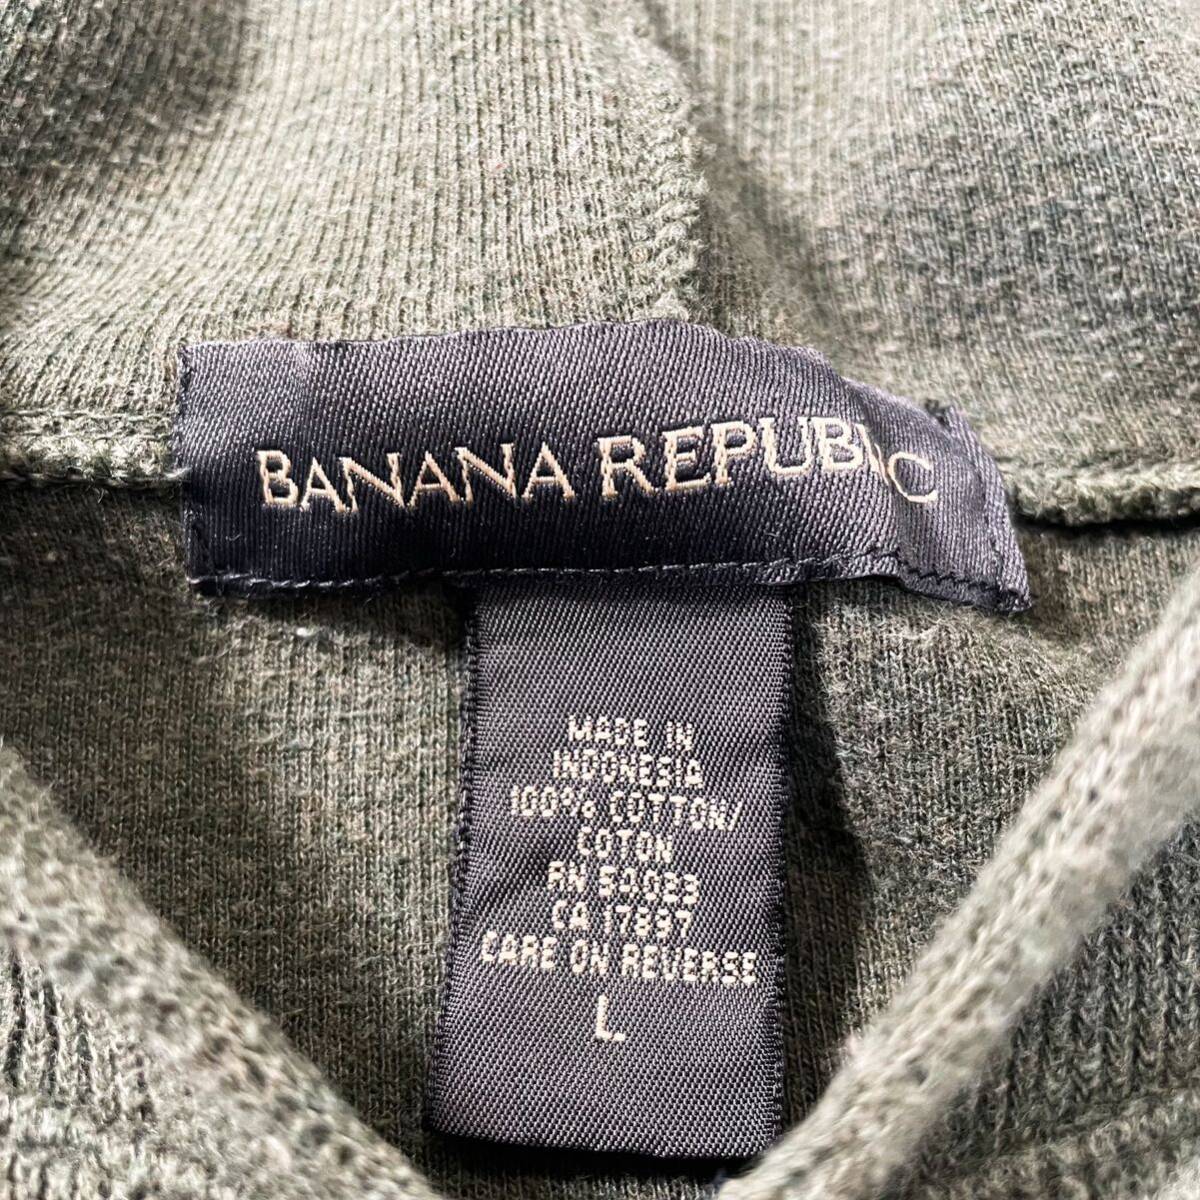 BANANA REPUBLIC
MADE IN
INDONESIA
100% COTTON/
COTON
RN 54023
CA 17897
CARE ON REVERSE
L